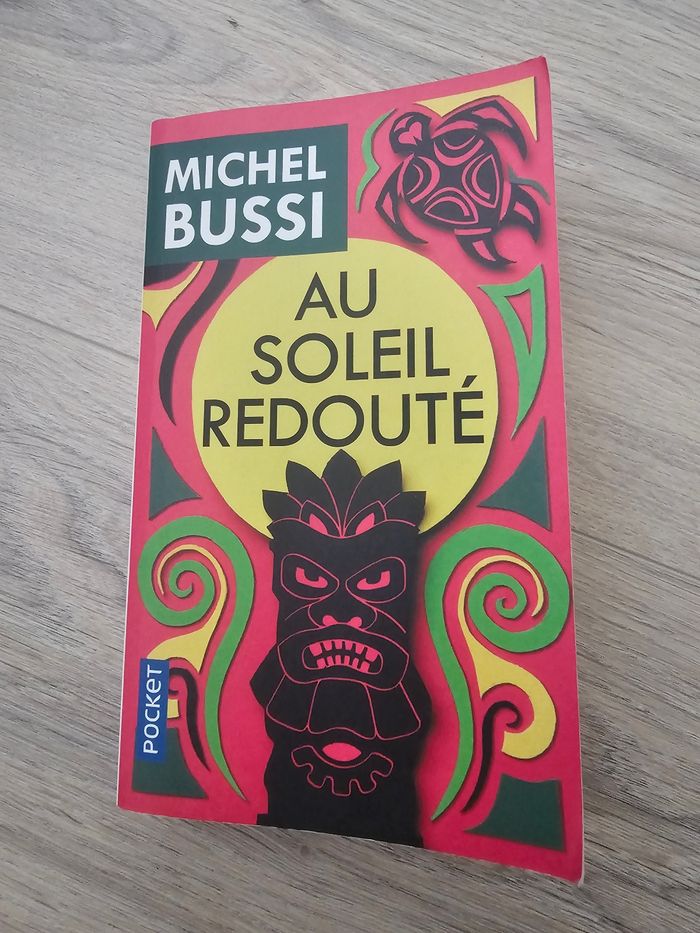 MICHEL
BUSSI
AU
SOLEIL
REDOUTÉ
POCKET